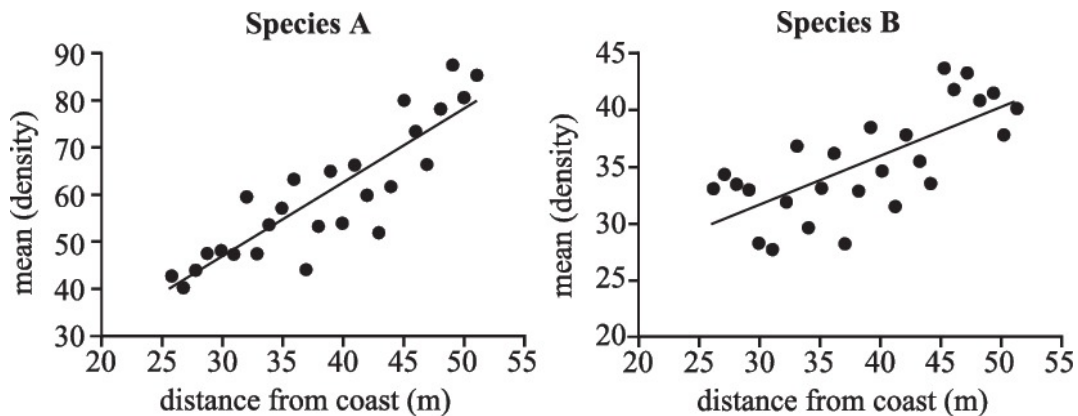 Species A
mean (density)
90
80
70
60
50
40
30
20 25 30 35 40 45 50 55
distance from coast (m)
Species B
mean (density)
45
40
35
30
25
20
20 25 30 35 40 45 50 55
distance from coast (m)